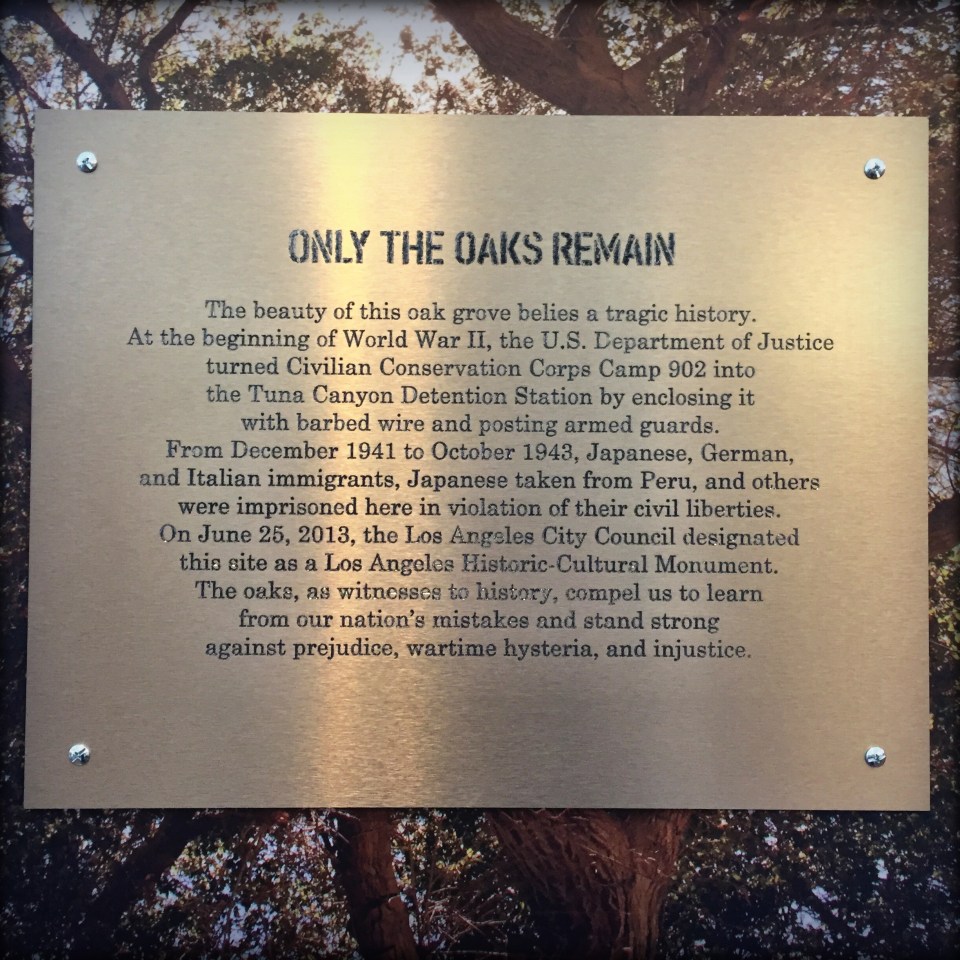 ONLY THE OAKS REMAIN
The beauty of this oak grove belies a tragic history.
At the beginning of World War II, the U.S. Department of Justice
turned Civilian Conservation Corps Camp 902 into
the Tuna Canyon Detention Station by enclosing it
with barbed wire and posting armed guards.
From December 1941 to October 1943, Japanese, German,
and Italian immigrants, Japanese taken from Peru, and others
were imprisoned here in violation of their civil liberties.
On June 25, 2013, the Los Angeles City Council designated
this site as a Los Angeles Historic-Cultural Monument.
The oaks, as witnesses to history, compel us to learn
from our nation's mistakes and stand strong
against prejudice, wartime hysteria, and injustice.